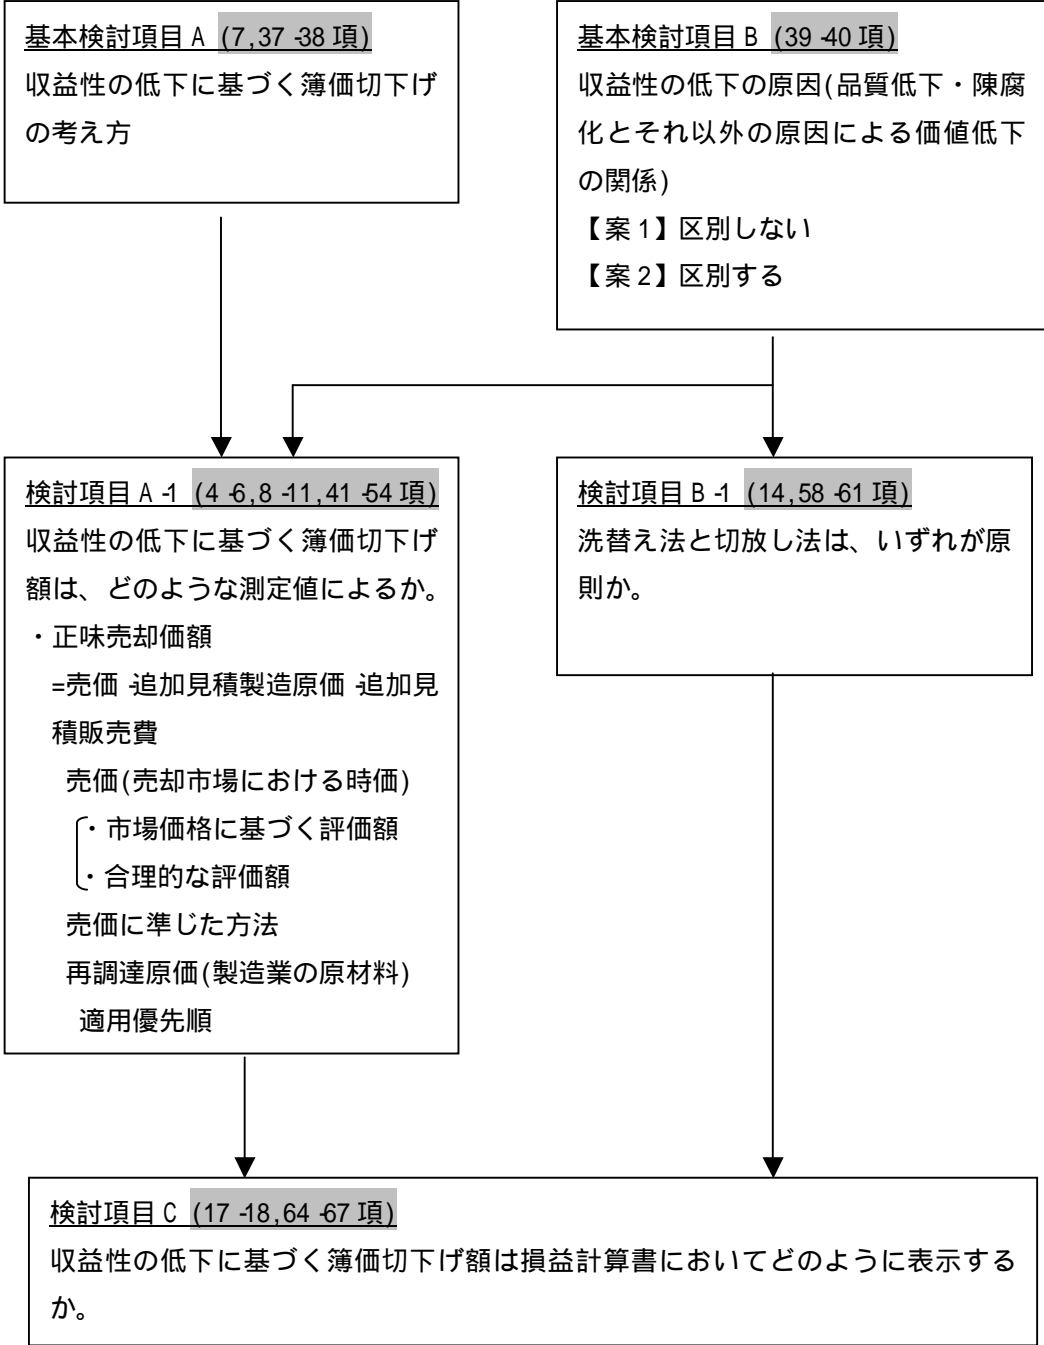 基本検討項目 A (7,37-38 項)
収益性の低下に基づく簿価切下げ
の考え方
基本検討項目 B (39-40 項)
収益性の低下の原因(品質低下・陳腐
化とそれ以外の原因による価値低下
の関係)
【案 1】区別しない
【案 2】区別する
検討項目 A-1 (4-6,8-11,41-54 項)
収益性の低下に基づく簿価切下げ
額は、どのような測定値によるか。
・正味売却価額
=売価-追加見積製造原価-追加見
積販売費
売価(売却市場における時価)
・市場価格に基づく評価額
・合理的な評価額
売価に準じた方法
再調達原価(製造業の原材料)
適用優先順
検討項目 B-1 (14,58-61 項)
洗替え法と切放し法は、いずれが原
則か。
検討項目 C (17-18,64-67 項)
収益性の低下に基づく簿価切下げ額は損益計算書においてどのように表示する
か。